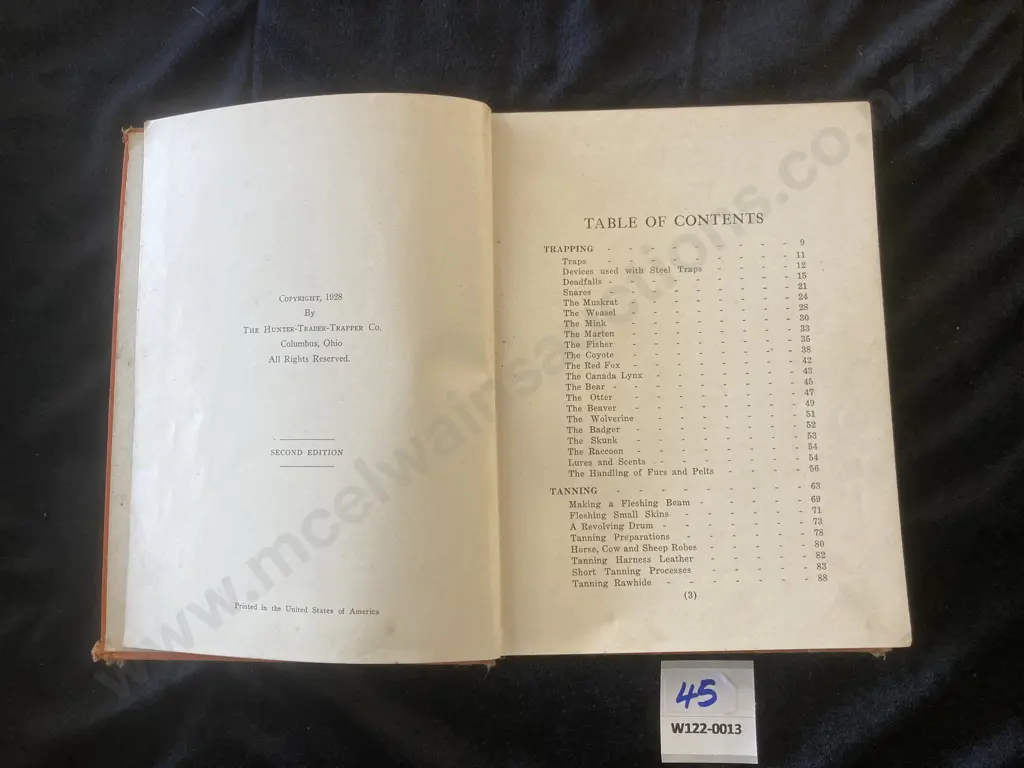 COPYRIGHT, 1928
By
THE HUNTER-TRADER-TRAPPER CO.
Columbus, Ohio
All Rights Reserved.
SECOND EDITION
Printed in the United States of America
TABLE OF CONTENTS
TRAPPING - - - - - - - - - - 9
Traps - - - - - - - - - - 11
Devices used with Steel Traps - - - - 12
Deadfalls - - - - - - - - - 15
Snares - - - - - - - - - - 21
The Muskrat - - - - - - - - 24
The Weasel - - - - - - - - 28
The Mink - - - - - - - - - 30
The Marten - - - - - - - - 33
The Fisher - - - - - - - - 35
The Coyote - - - - - - - - 38
The Red Fox - - - - - - - - 42
The Canada Lynx - - - - - - - 43
The Bear - - - - - - - - - 45
The Otter - - - - - - - - 47
The Beaver - - - - - - - - 49
The Wolverine - - - - - - - 51
The Badger - - - - - - - - 52
The Skunk - - - - - - - - 53
The Raccoon - - - - - - - - 54
Lures and Scents - - - - - - - 54
The Handling of Furs and Pelts - - - - 56
TANNING - - - - - - - - - 63
Making a Fleshing Beam - - - - - 69
Fleshing Small Skins - - - - - - 71
A Revolving Drum - - - - - - - 73
Tanning Preparations - - - - - - 78
Horse, Cow and Sheep Robes - - - - - 80
Tanning Harness Leather - - - - - 82
Short Tanning Processes - - - - - 83
Tanning Rawhide - - - - - - - 88
(3)
45
W122-0013
www.mcelwainsauctions.co.nz